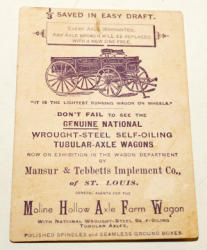 ⅓ SAVED IN EASY DRAFT.
EVERY AXLE WARRANTED.
ANY AXLE BROKEN WILL BE REPLACED
WITH A NEW ONE FREE.
"IT IS THE LIGHTEST RUNNING WAGON ON WHEELS."
DON'T FAIL TO SEE THE
GENUINE NATIONAL
WROUGHT-STEEL SELF-OILING
TUBULAR-AXLE WAGONS.
NOW ON EXHIBITION IN THE WAGON DEPARTMENT
BY
Mansur & Tebbetts Implement Co.,
of ST. LOUIS.
GENERAL AGENTS FOR THE
Moline Hollow Axle Farm Wagon
WITH NATIONAL WROUGHT-STEEL, SELF-OILING
TUBULAR AXLES,
POLISHED SPINDLES and SEAMLESS GROUND BOXES.